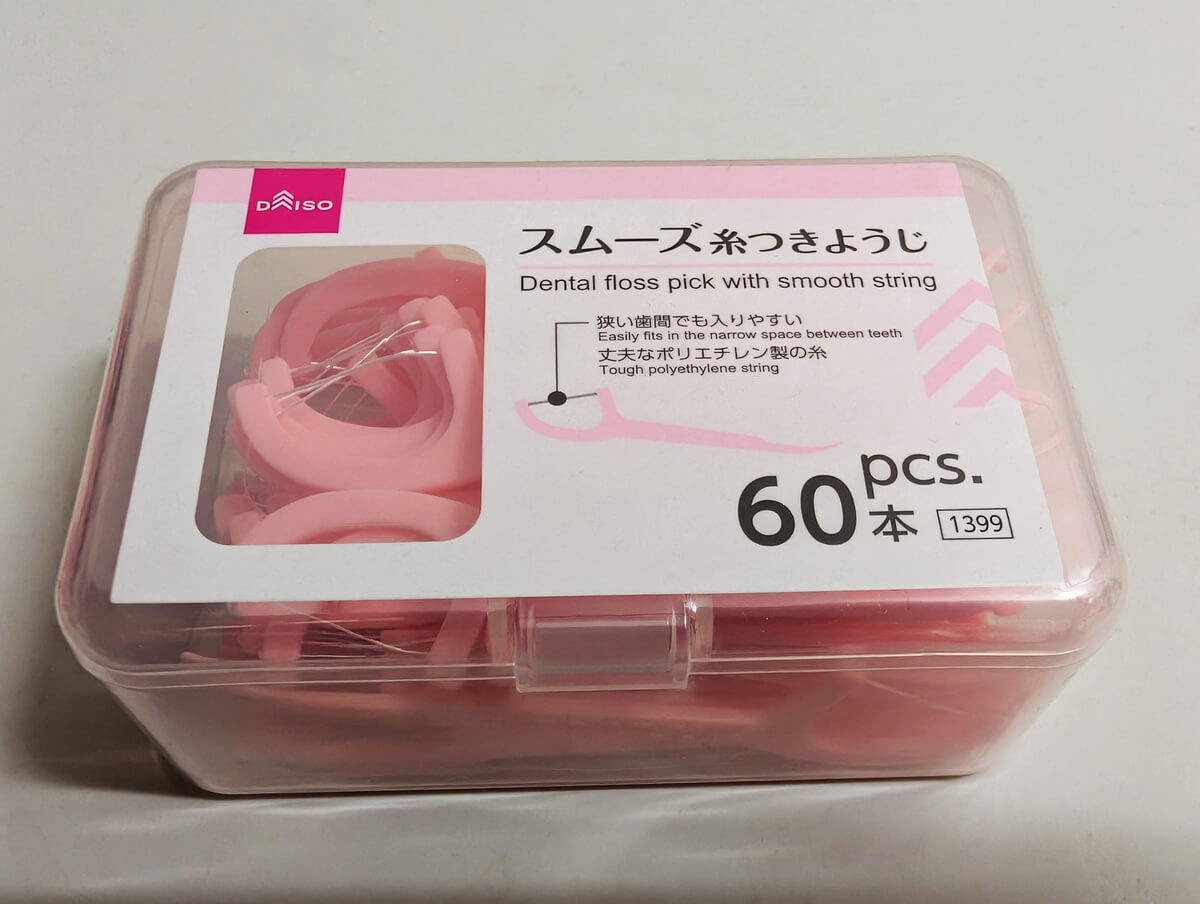 DAISO
スムーズ糸つきようじ
Dental floss pick with smooth string
狭い歯間でも入りやすい
Easily fits in the narrow space between teeth
丈夫なポリエチレン製の糸
Tough polyethylene string
60 pcs.
本
1399